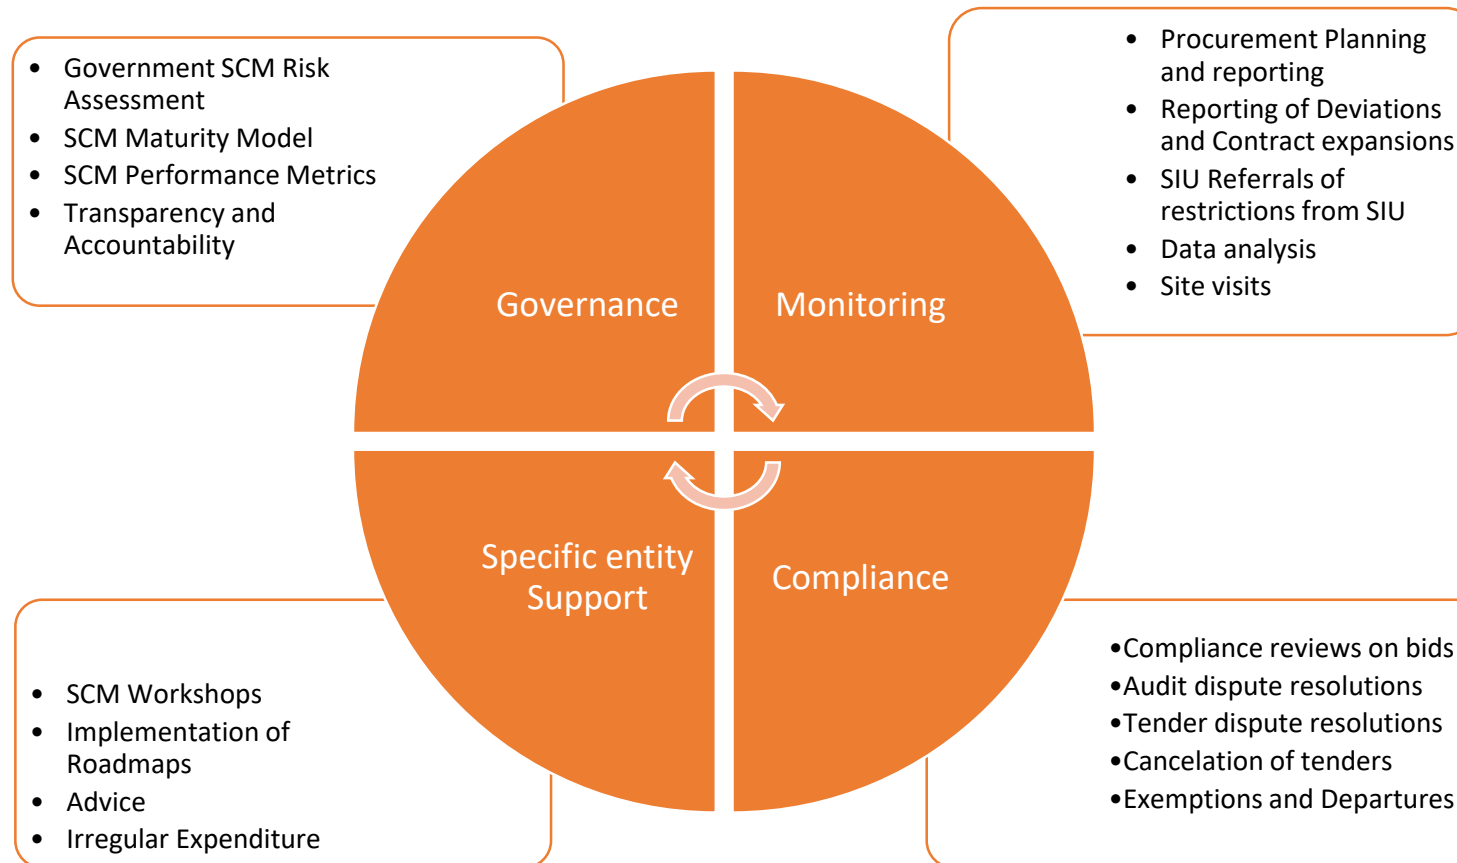 • Government SCM Risk
Assessment
• SCM Maturity Model
• SCM Performance Metrics
• Transparency and
Accountability
• Procurement Planning
and reporting
• Reporting of Deviations
and Contract expansions
• SIU Referrals of
restrictions from SIU
• Data analysis
• Site visits
Governance
Monitoring
Specific entity
Support
Compliance
• SCM Workshops
• Implementation of
Roadmaps
• Advice
• Irregular Expenditure
•Compliance reviews on bids
•Audit dispute resolutions
•Tender dispute resolutions
•Cancelation of tenders
•Exemptions and Departures